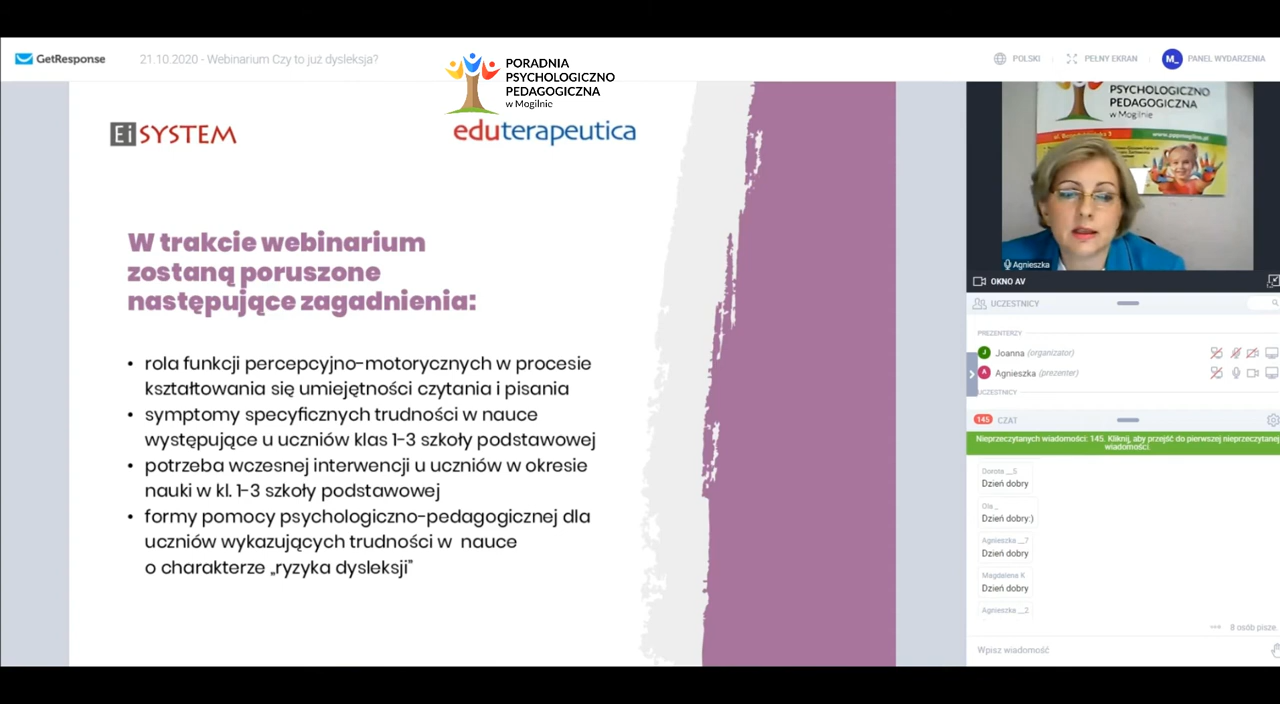 GetResponse
21.10.2020 - Webinarium Czy to już dysleksja?
POLSKI
PEŁNY EKRAN
M_
PANEL WYDARZENIA
PORADNIA
PSYCHOLOGICZNO
PEDAGOGICZNA
w Mogilnie
Ei SYSTEM
eduterapeutica
W trakcie webinarium
zostaną poruszone
następujące zagadnienia:
• rola funkcji percepcyjno-motorycznych w procesie
kształtowania się umiejętności czytania i pisania
• symptomy specyficznych trudności w nauce
występujące u uczniów klas 1-3 szkoły podstawowej
• potrzeba wczesnej interwencji u uczniów w okresie
nauki w kl. 1-3 szkoły podstawowej
• formy pomocy psychologiczno-pedagogicznej dla
uczniów wykazujących trudności w nauce
o charakterze „ryzyka dysleksji”
PSYCHOLOGICZNO
PEDAGOGICZNA
w Mogilnie
Agnieszka
OKNO AV
UCZESTNICY
PREZENTERZY
J Joanna (organizator)
A Agnieszka (prezenter)
UCZESTNICY
145 CZAT
Nieprzeczytanych wiadomości: 145. Kliknij, aby przejść do pierwszej nieprzeczytanej
wiadomości.
Dorota __S
Dzień dobry
Ola _
Dzień dobry:)
Agnieszka __7
Dzień dobry
Magdalena K
Dzień dobry
Agnieszka __2
8 osób pisze.
Wpisz wiadomość